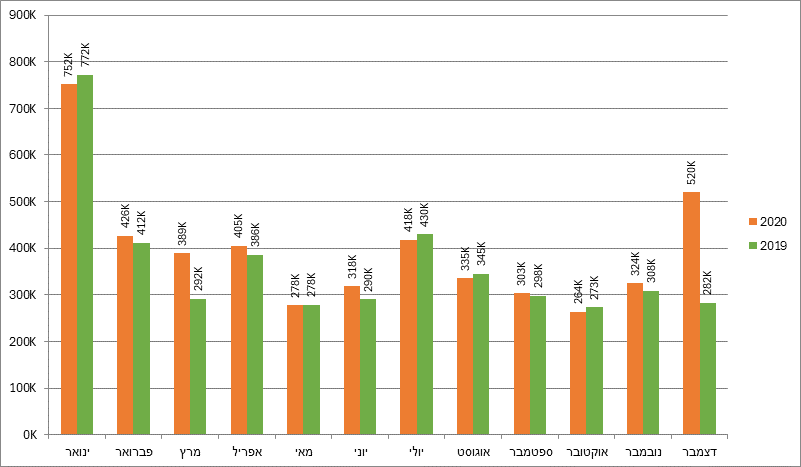 900K
800K
700K
600K
500K
400K
300K
200K
100K
0K
752K 772K
426K 412K
389K 292K
405K 386K
278K 278K
318K 290K
418K 430K
335K 345K
303K 298K
264K 273K
324K 308K
520K 282K
ינואר
פברואר
מרץ
אפריל
מאי
יוני
יולי
אוגוסט
ספטמבר
אוקטובר
נובמבר
דצמבר
2020
2019